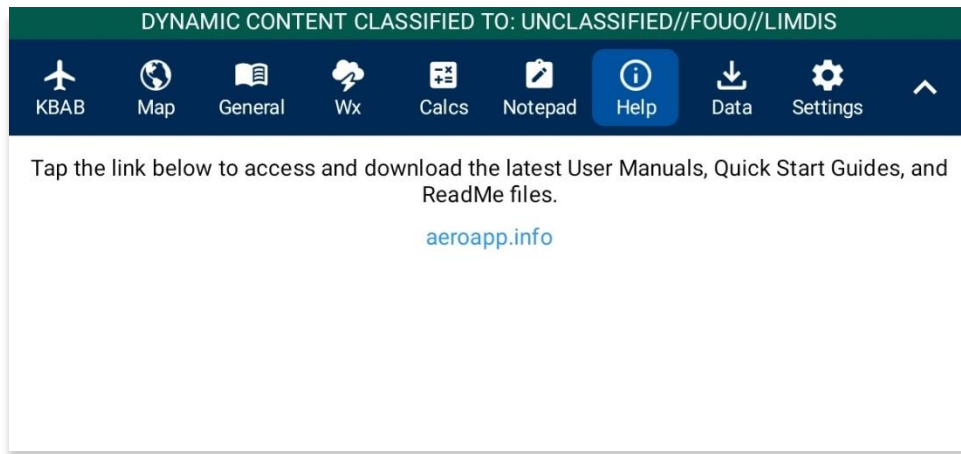 DYNAMIC CONTENT CLASSIFIED TO: UNCLASSIFIED//FOUO//LIMDIS
KBAB Map General Wx Calcs Notepad Help Data Settings
Tap the link below to access and download the latest User Manuals, Quick Start Guides, and
ReadMe files.
aeroapp.info